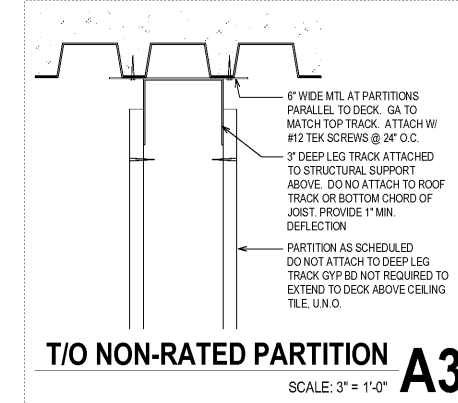 6" WIDE MTL AT PARTITIONS
PARALLEL TO DECK. GA TO
MATCH TOP TRACK. ATTACH W/
#12 TEK SCREWS @ 24" O.C.
3" DEEP LEG TRACK ATTACHED
TO STRUCTURAL SUPPORT
ABOVE. DO NO ATTACH TO ROOF
TRACK OR BOTTOM CHORD OF
JOIST. PROVIDE 1" MIN.
DEFLECTION
PARTITION AS SCHEDULED
DO NOT ATTACH TO DEEP LEG
TRACK GYP BD NOT REQUIRED TO
EXTEND TO DECK ABOVE CEILING
TILE, U.N.O.
T/O NON-RATED PARTITION A3
SCALE: 3" = 1'-0"